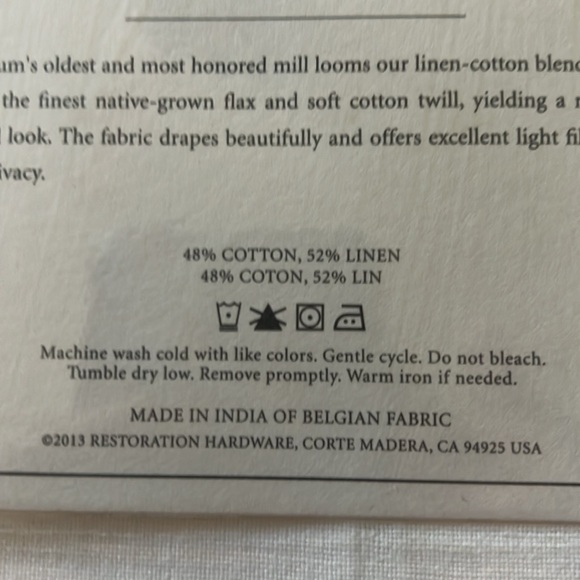 um's oldest and most honored mill looms our linen-cotton blend
the finest native-grown flax and soft cotton twill, yielding a
look. The fabric drapes beautifully and offers excellent light
ivacy.
48% COTTON, 52% LINEN
48% COTON, 52% LIN
Machine wash cold with like colors. Gentle cycle. Do not bleach.
Tumble dry low. Remove promptly. Warm iron if needed.
MADE IN INDIA OF BELGIAN FABRIC
©2013 RESTORATION HARDWARE, CORTE MADERA, CA 94925 USA